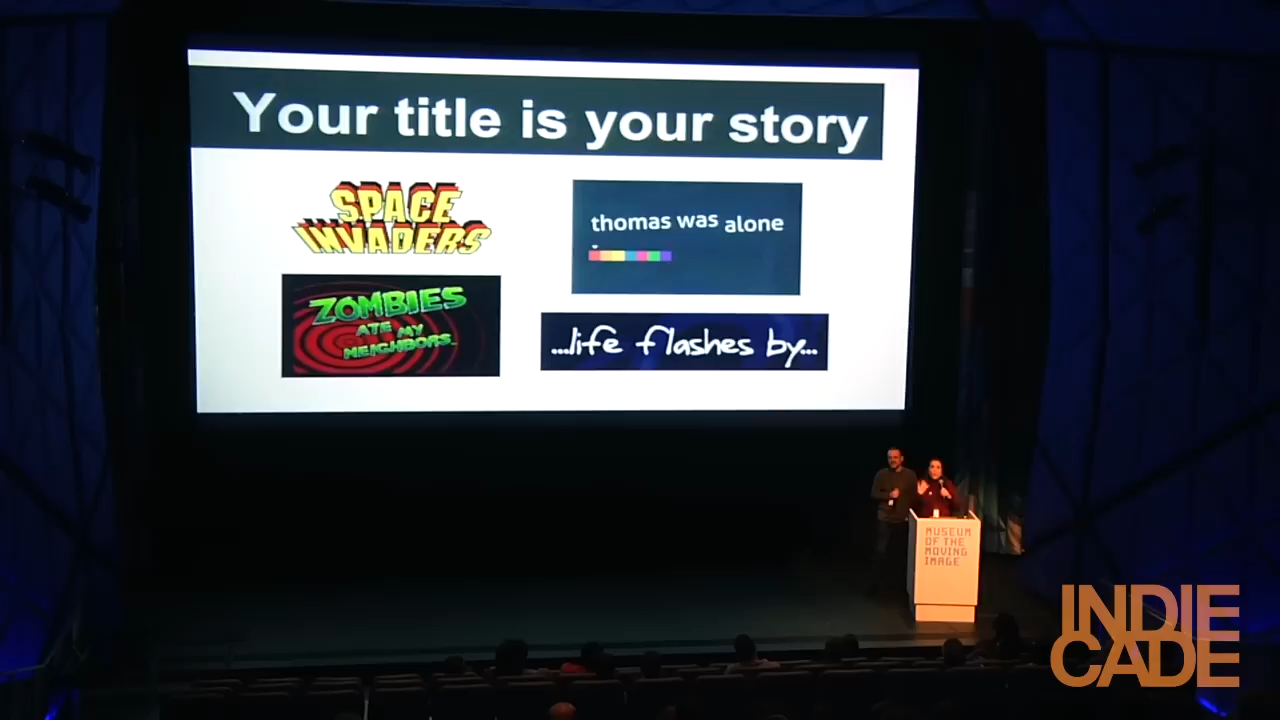 Your title is your story
SPACE
INVADERS
thomas was alone
ZOMBIES
ATE MY
NEIGHBORS
...life flashes by...
MUSEUM
OF THE
MOVING
IMAGE
INDIE
CADE